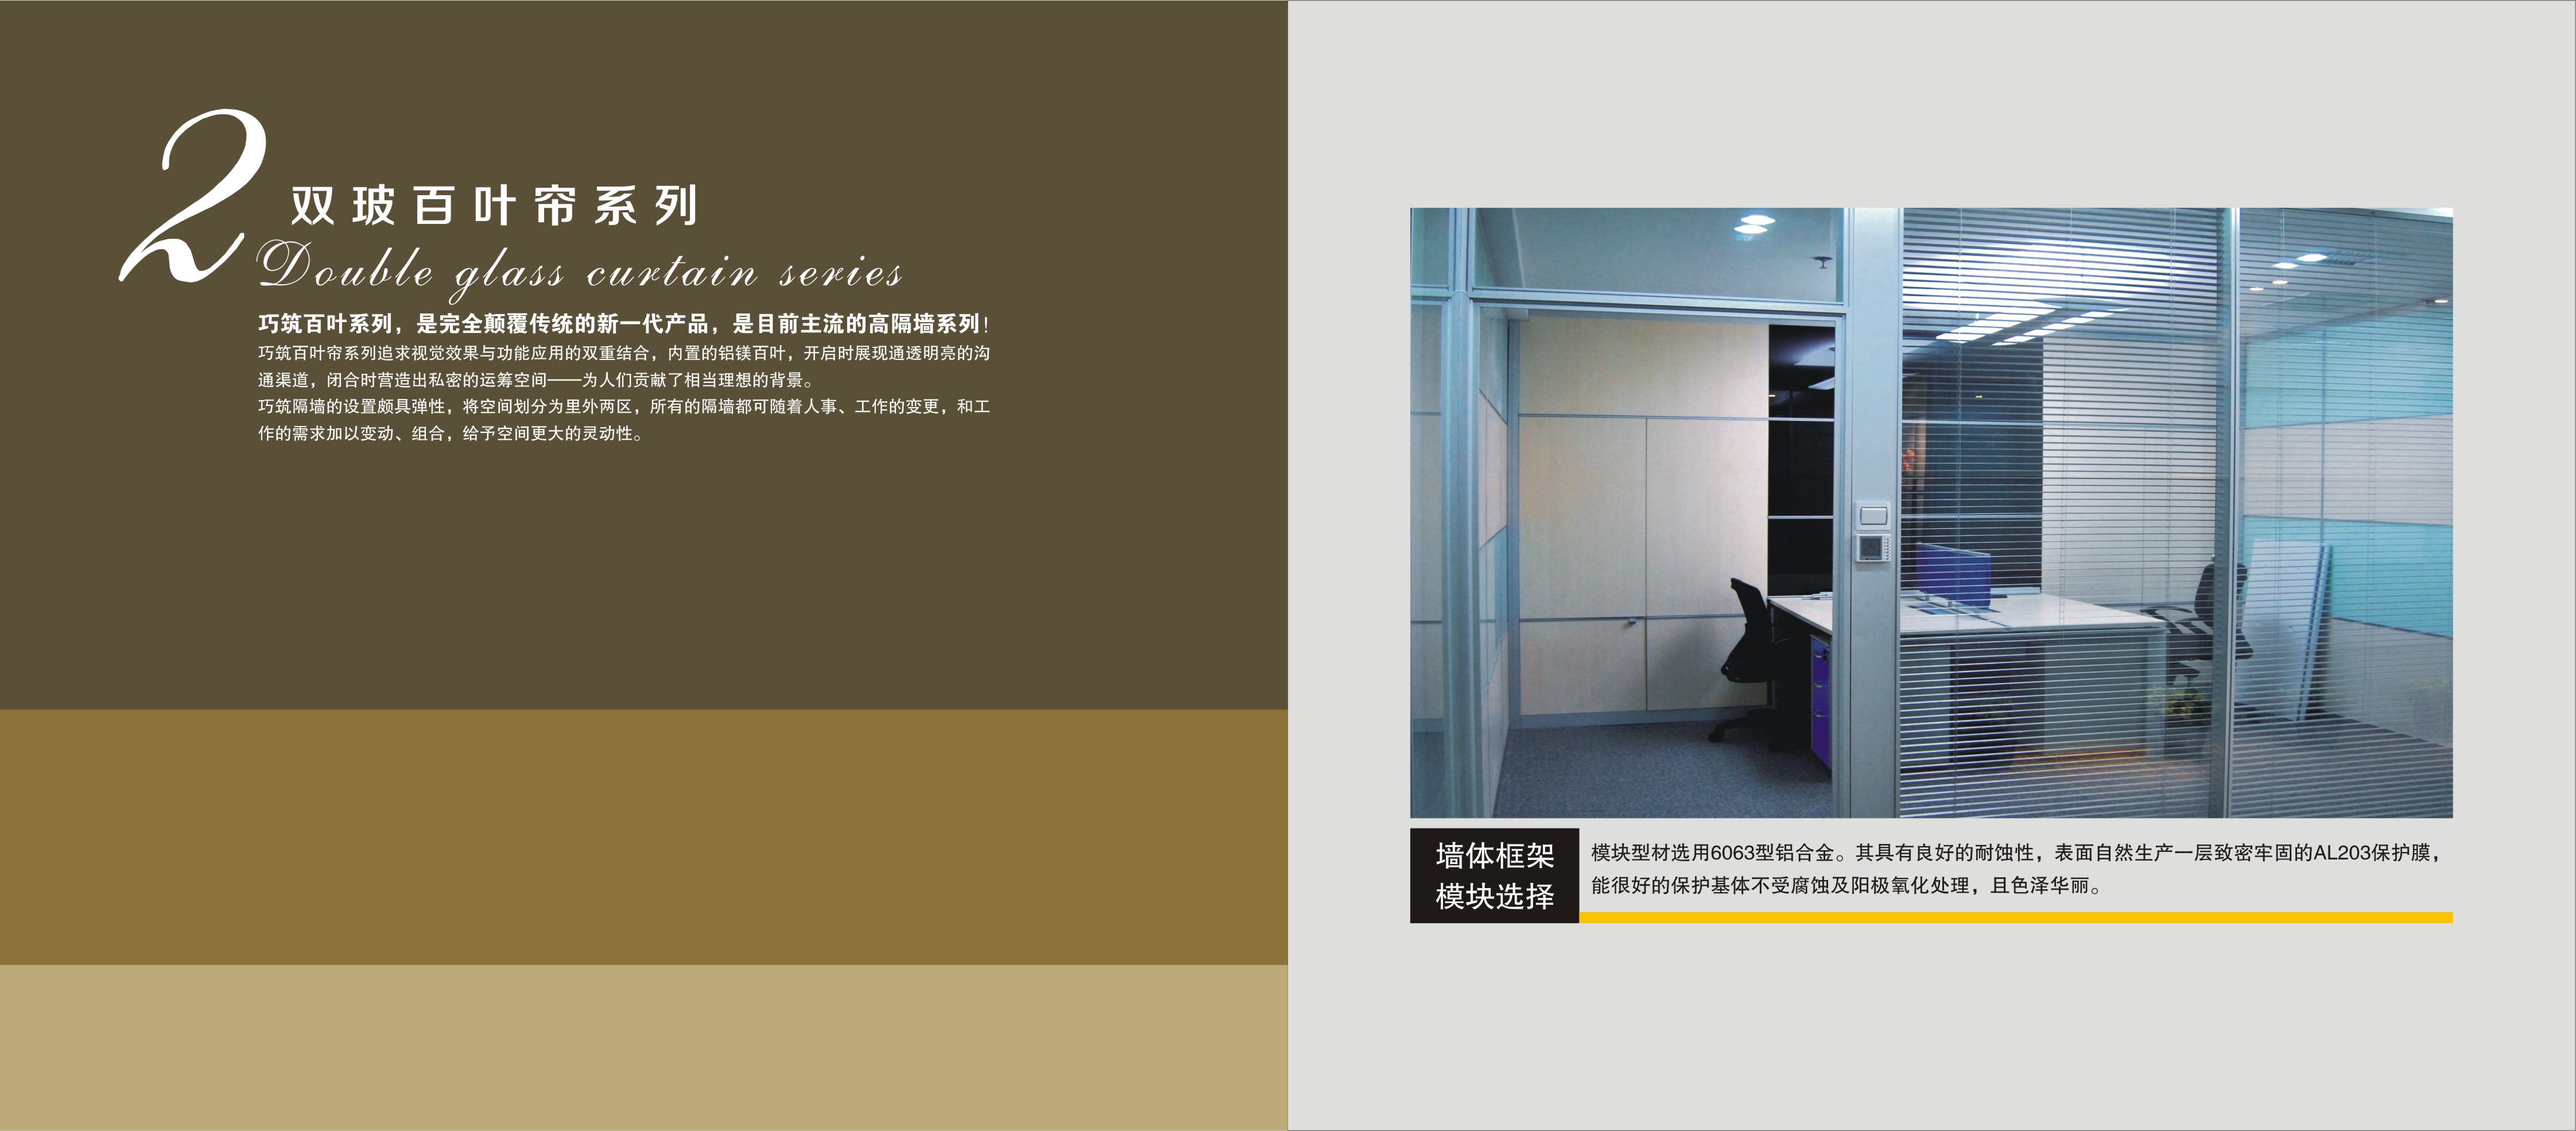 2
双玻百叶帘系列
Double glass curtain series
巧筑百叶系列，是完全颠覆传统的新一代产品，是目前主流的高隔墙系列！
巧筑百叶帘系列追求视觉效果与功能应用的双重结合，内置的铝镁百叶，开启时展现通透明亮的沟
通渠道，闭合时营造出私密的运筹空间——为人们贡献了相当理想的背景。
巧筑隔墙的设置颇具弹性，将空间划分为里外两区，所有的隔墙都可随着人事、工作的变更，和工
作的需求加以变动、组合，给予空间更大的灵动性。
墙体框架
模块选择
模块型材选用6063型铝合金。其具有良好的耐蚀性，表面自然生产一层致密牢固的AL203保护膜，
能很好的保护基体不受腐蚀及阳极氧化处理，且色泽华丽。